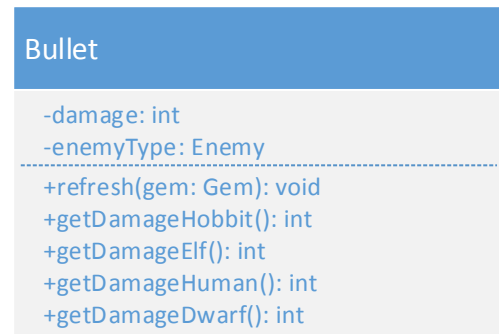 Bullet
-damage: int
-enemyType: Enemy
+refresh(gem: Gem): void
+getDamageHobbit(): int
+getDamageElf(): int
+getDamageHuman(): int
+getDamageDwarf(): int